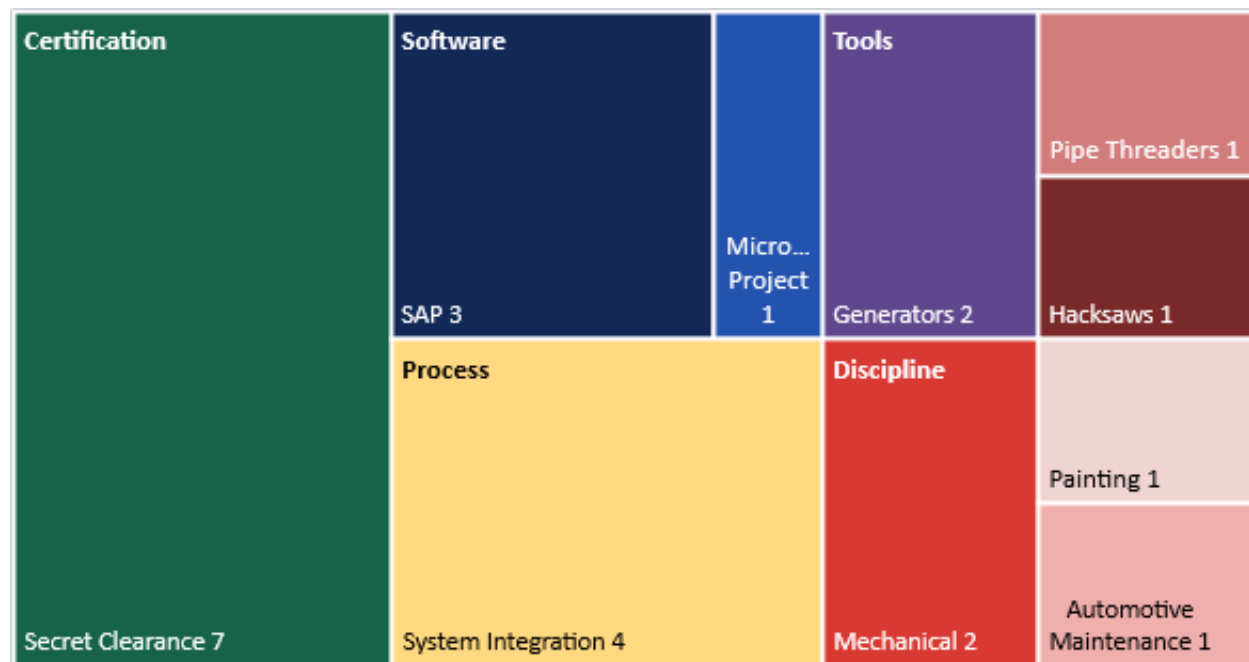 Certification
Secret Clearance 7
Software
SAP 3
Micro...
Project
1
Process
System Integration 4
Tools
Generators 2
Pipe Threaders 1
Hacksaws 1
Discipline
Mechanical 2
Painting 1
Automotive
Maintenance 1